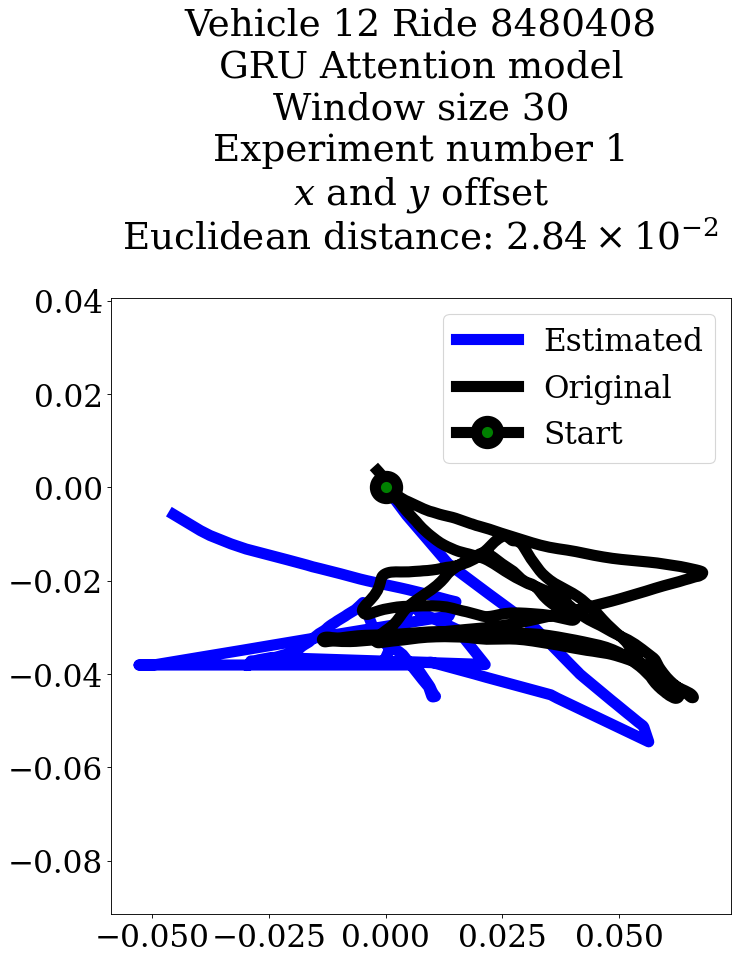 Vehicle 12 Ride 8480408
GRU Attention model
Window size 30
Experiment number 1
x and y offset
Euclidean distance: 2.84 × 10⁻²
Estimated
Original
Start
0.04
0.02
0.00
−0.02
−0.04
−0.06
−0.08
−0.050 −0.025 0.000 0.025 0.050